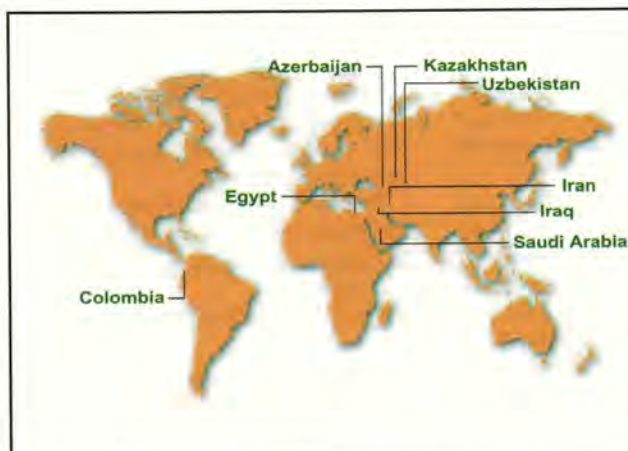 Azerbaijan
Kazakhstan
Uzbekistan
Egypt
Iran
Iraq
Saudi Arabia
Colombia